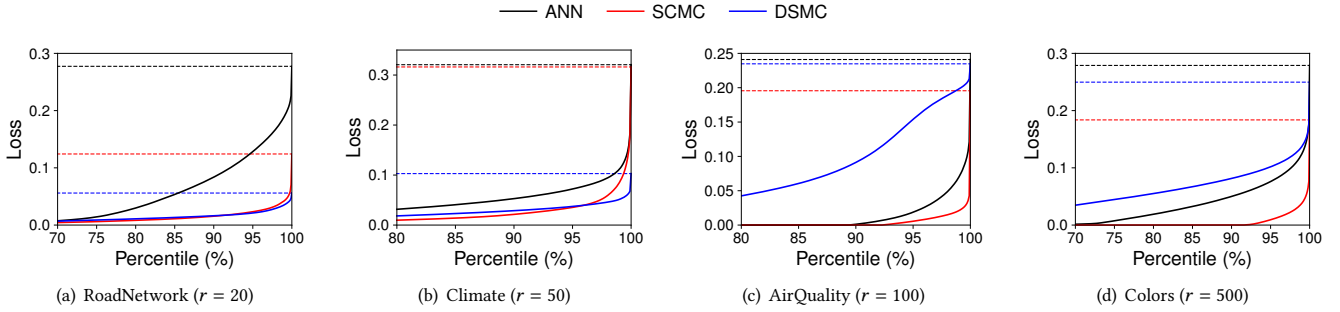 ANN SCMC DSMC
0.3
0.2
0.1
0.0
Loss
70 75 80 85 90 95 100
Percentile (%)
(a) RoadNetwork (r = 20)
0.3
0.2
0.1
0.0
Loss
80 85 90 95 100
Percentile (%)
(b) Climate (r = 50)
0.25
0.20
0.15
0.10
0.05
0.00
Loss
80 85 90 95 100
Percentile (%)
(c) AirQuality (r = 100)
0.3
0.2
0.1
0.0
Loss
70 75 80 85 90 95 100
Percentile (%)
(d) Colors (r = 500)